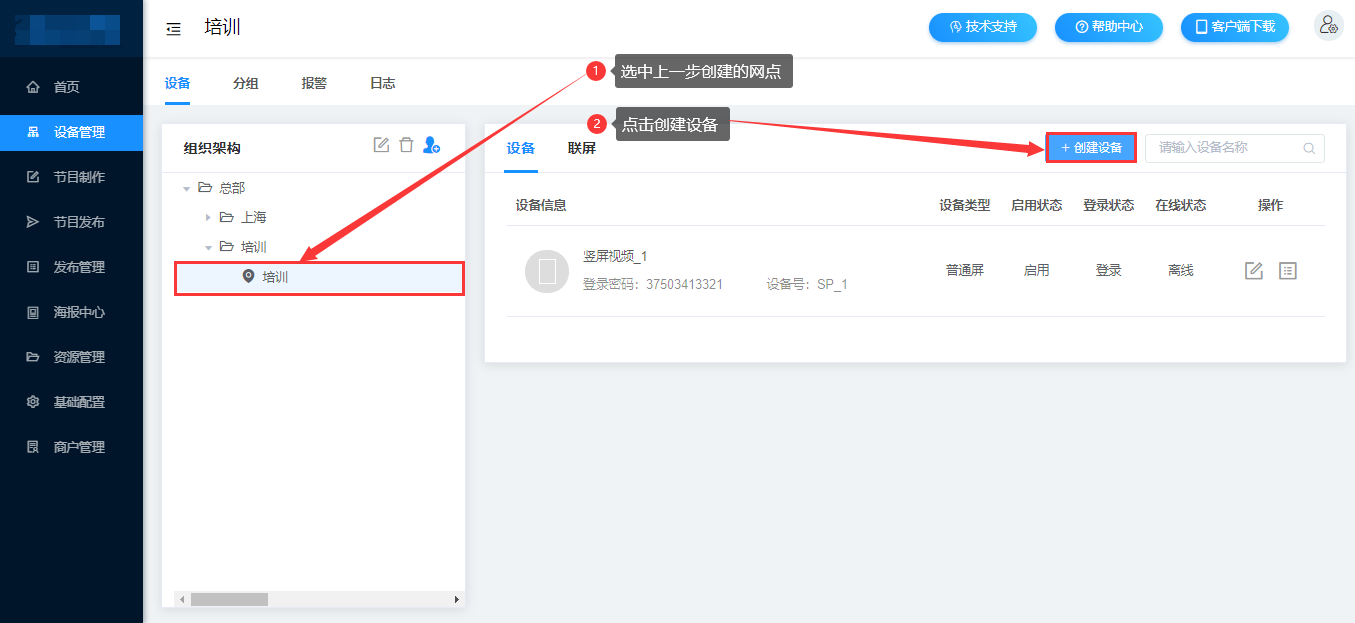 培训
技术支持
帮助中心
客户端下载
首页
设备管理
节目制作
节目发布
发布管理
海报中心
资源管理
基础配置
商户管理
设备 分组 报警 日志
1 选中上一步创建的网点
2 点击创建设备
组织架构
总部
上海
培训
培训
设备 联屏
+ 创建设备
请输入设备名称
设备信息 设备类型 启用状态 登录状态 在线状态 操作
竖屏视频_1
登录密码：37503413321 设备号：SP_1
普通屏 启用 登录 离线